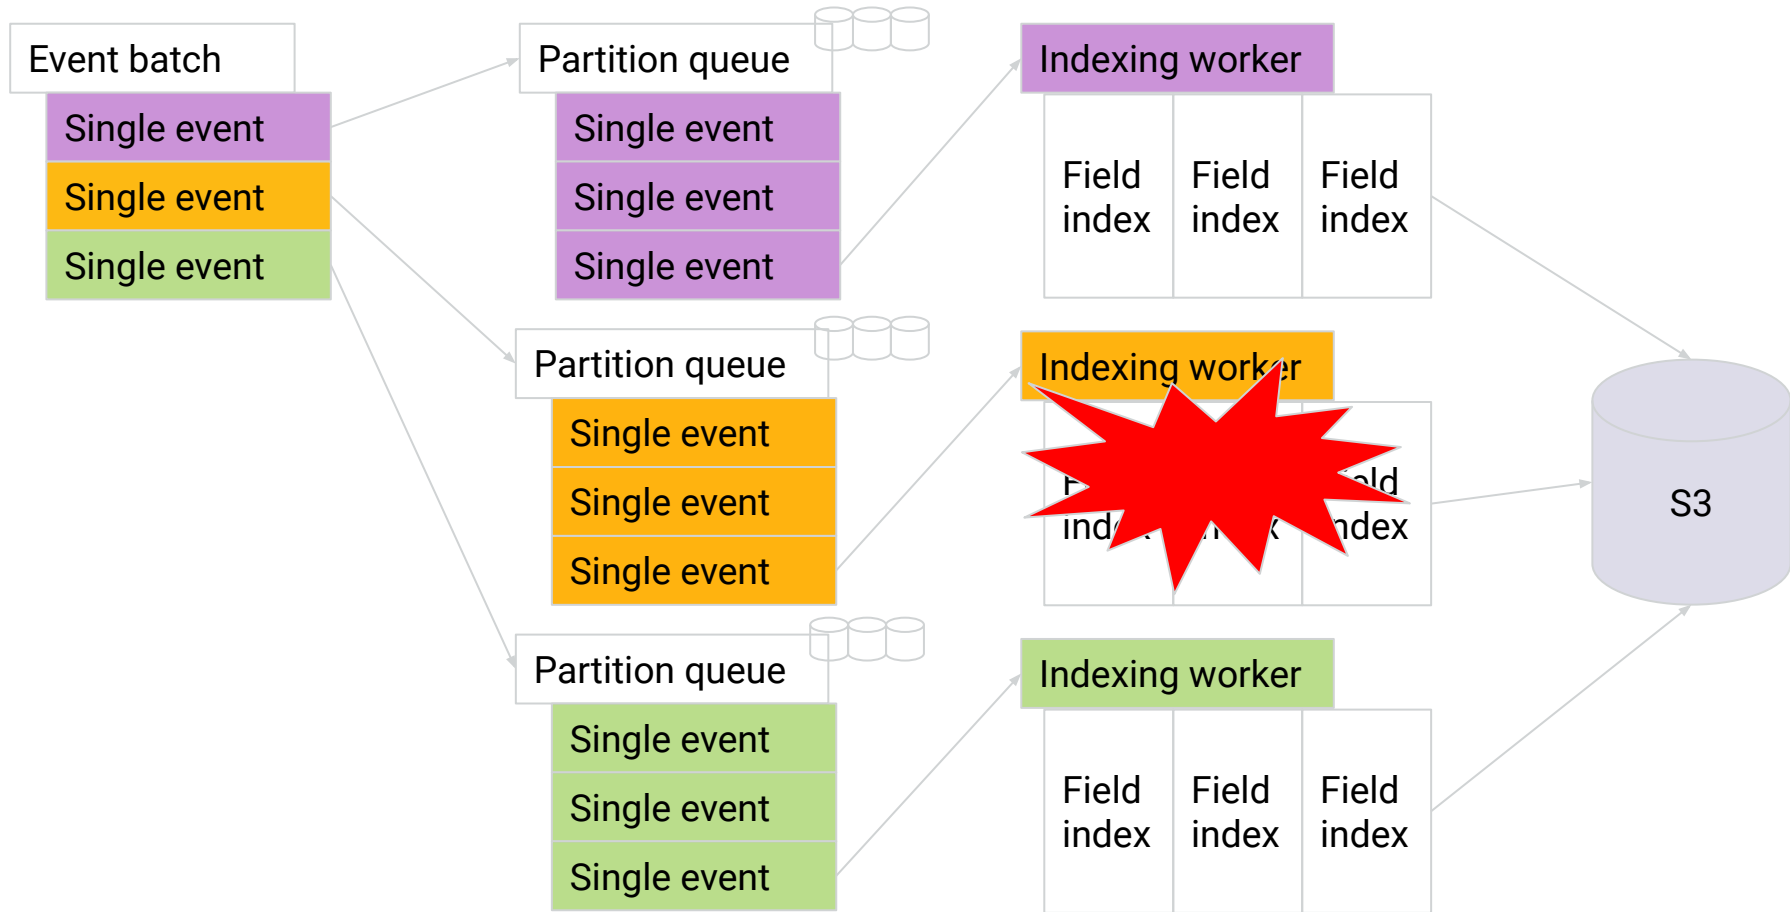 Event batch
Single event
Single event
Single event
Partition queue
Single event
Single event
Single event
Indexing worker
Field
index
Field
index
Field
index
Partition queue
Single event
Single event
Single event
Indexing worker
Partition queue
Single event
Single event
Single event
Indexing worker
Field
index
Field
index
Field
index
S3